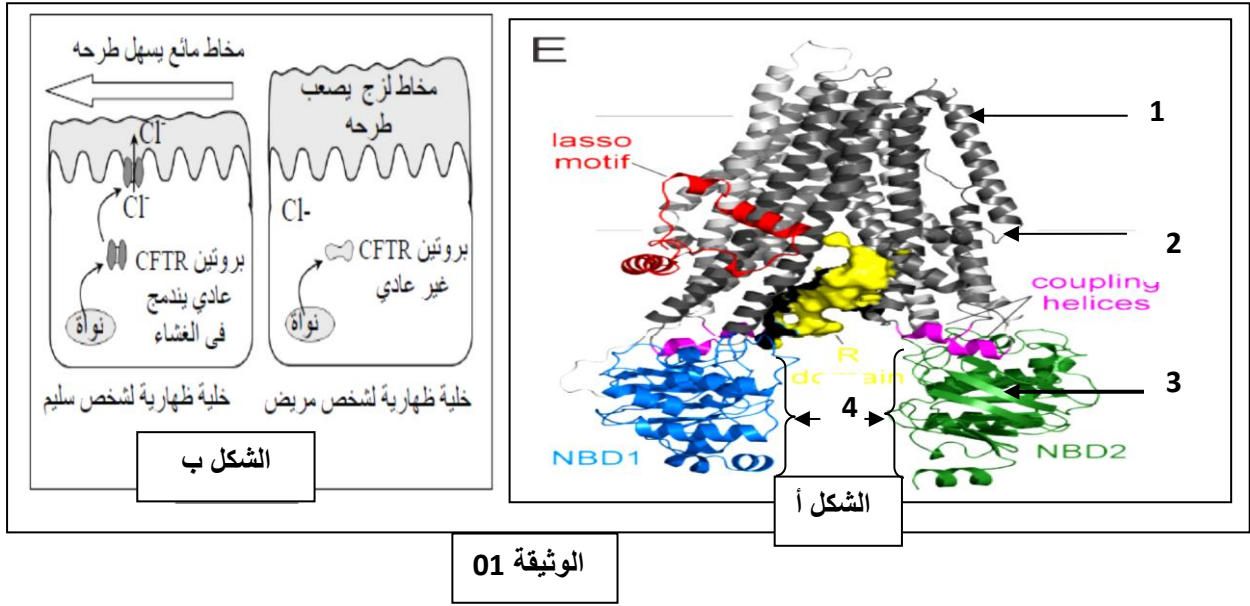 مخاط مائع يسهل طرحه
Cl⁻
Cl⁻
بروتين CFTR
عادي يندمج
في الغشاء
نواة
خلية ظهارية لشخص سليم
مخاط لزج يصعب
طرحه
Cl-
بروتين CFTR
غير عادي
نواة
خلية ظهارية لشخص مريض
الشكل ب
E
lasso
motif
1
2
coupling
helices
R
domain
3
4
NBD1
NBD2
الشكل أ
الوثيقة 01